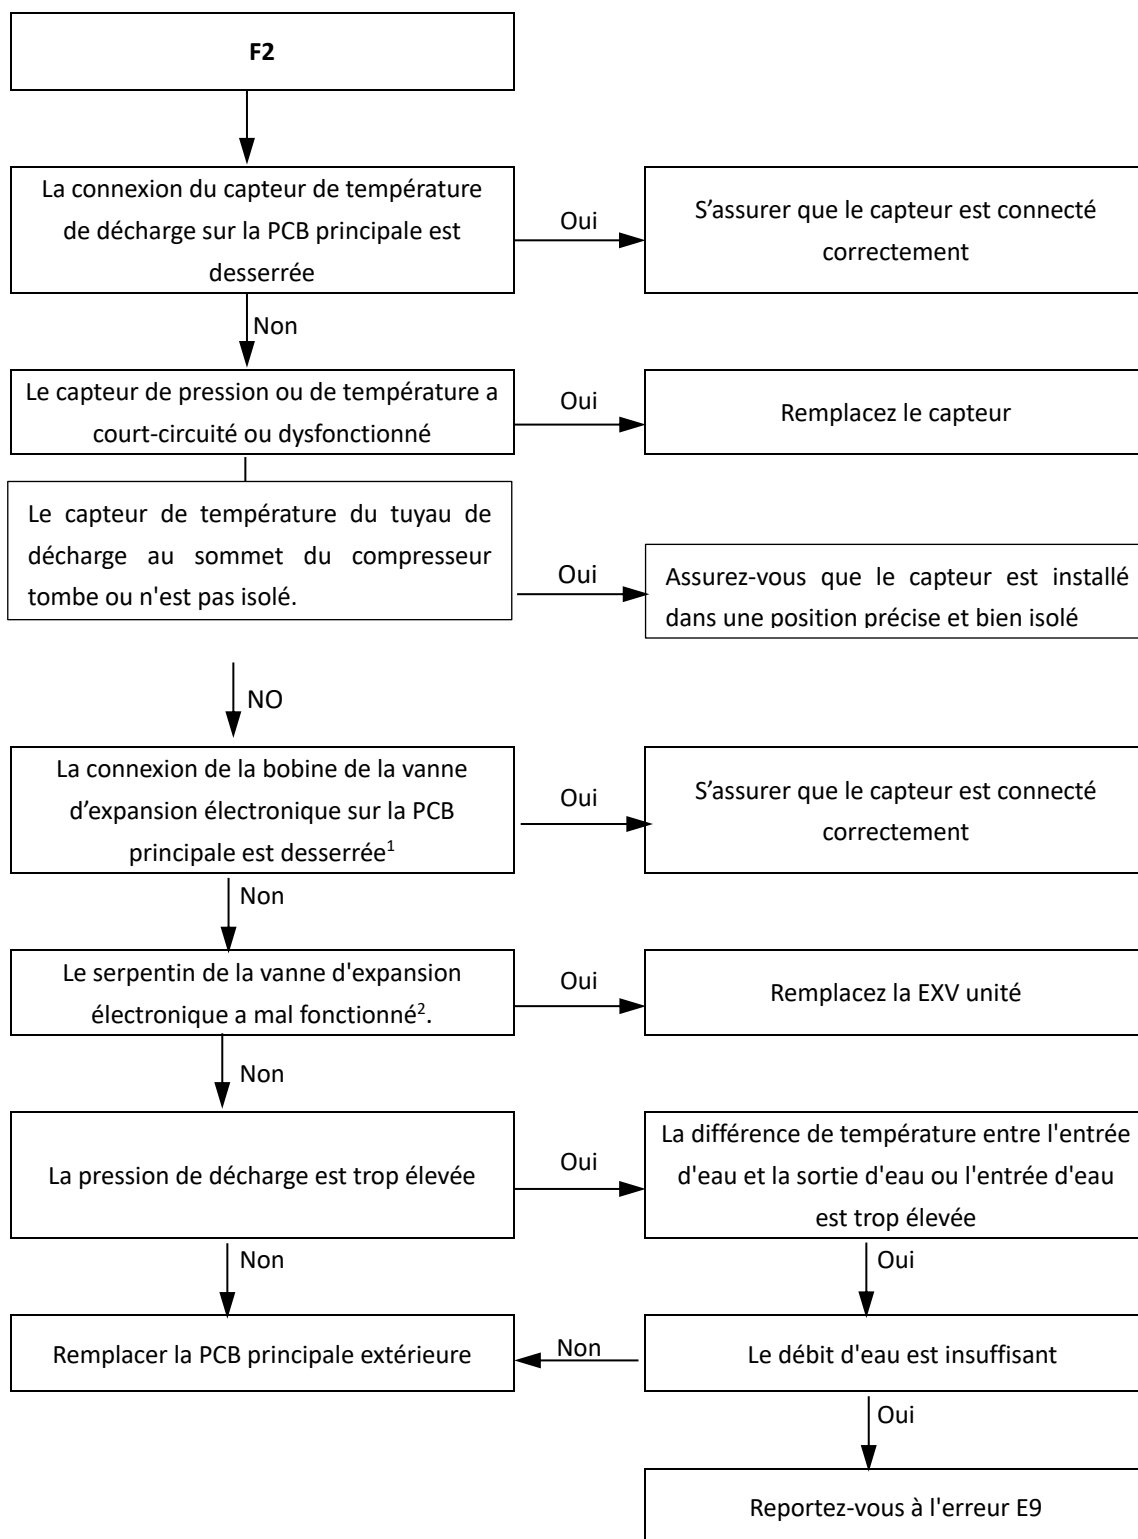 F2
La connexion du capteur de température
de décharge sur la PCB principale est
desserrée
Oui
S’assurer que le capteur est connecté
correctement
Non
Le capteur de pression ou de température a
court-circuité ou dysfonctionné
Oui
Remplacez le capteur
Le capteur de température du tuyau de
décharge au sommet du compresseur
tombe ou n'est pas isolé.
Oui
Assurez-vous que le capteur est installé
dans une position précise et bien isolé
NO
La connexion de la bobine de la vanne
d’expansion électronique sur la PCB
principale est desserrée1
Oui
S’assurer que le capteur est connecté
correctement
Non
Le serpentin de la vanne d'expansion
électronique a mal fonctionné2.
Oui
Remplacez la EXV unité
Non
La pression de décharge est trop élevée
Oui
La différence de température entre l'entrée
d'eau et la sortie d'eau ou l'entrée d'eau
est trop élevée
Non
Oui
Remplacer la PCB principale extérieure
Non
Le débit d'eau est insuffisant
Oui
Reportez-vous à l'erreur E9